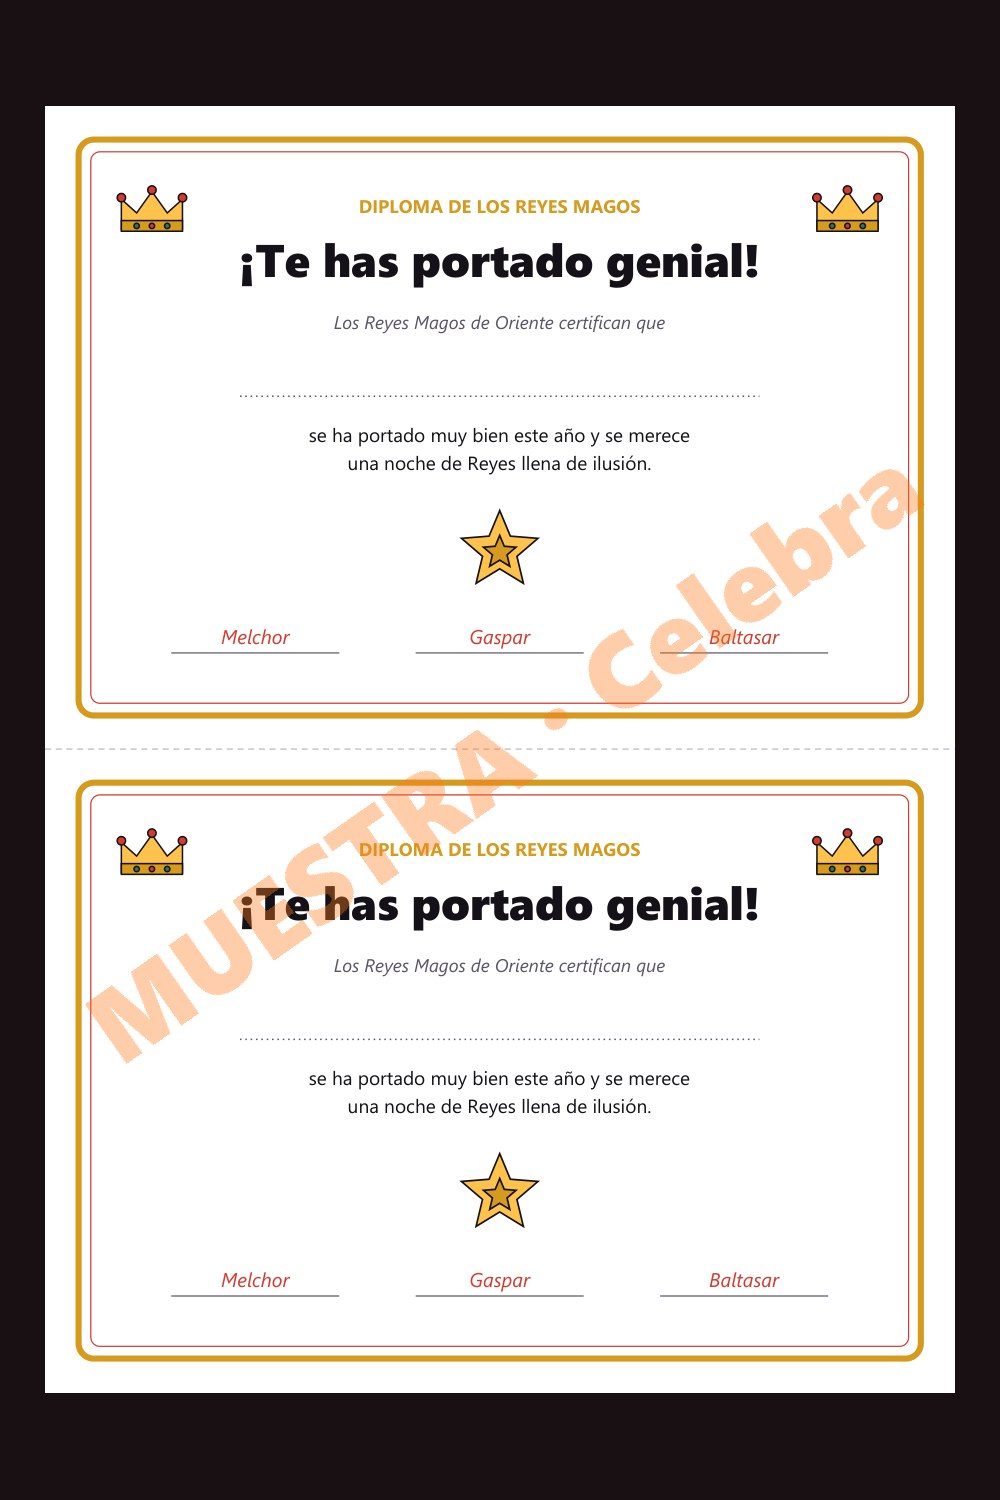 DIPLOMA DE LOS REYES MAGOS
¡Te has portado genial!
Los Reyes Magos de Oriente certifican que
se ha portado muy bien este año y se merece
una noche de Reyes llena de ilusión.
Melchor Gaspar Baltasar
MUESTRA · Celebra
DIPLOMA DE LOS REYES MAGOS
¡Te has portado genial!
Los Reyes Magos de Oriente certifican que
se ha portado muy bien este año y se merece
una noche de Reyes llena de ilusión.
Melchor Gaspar Baltasar